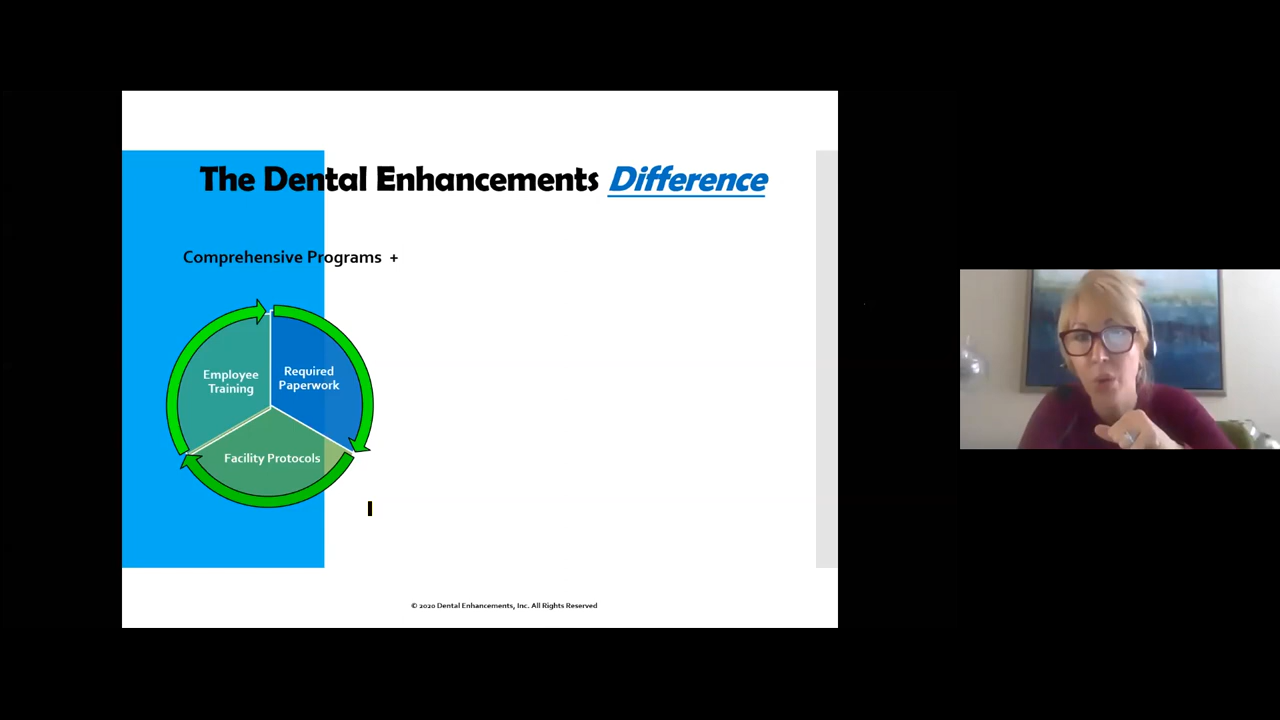 The Dental Enhancements Difference
Comprehensive Programs +
Employee
Training
Required
Paperwork
Facility Protocols
© 2020 Dental Enhancements, Inc. All Rights Reserved